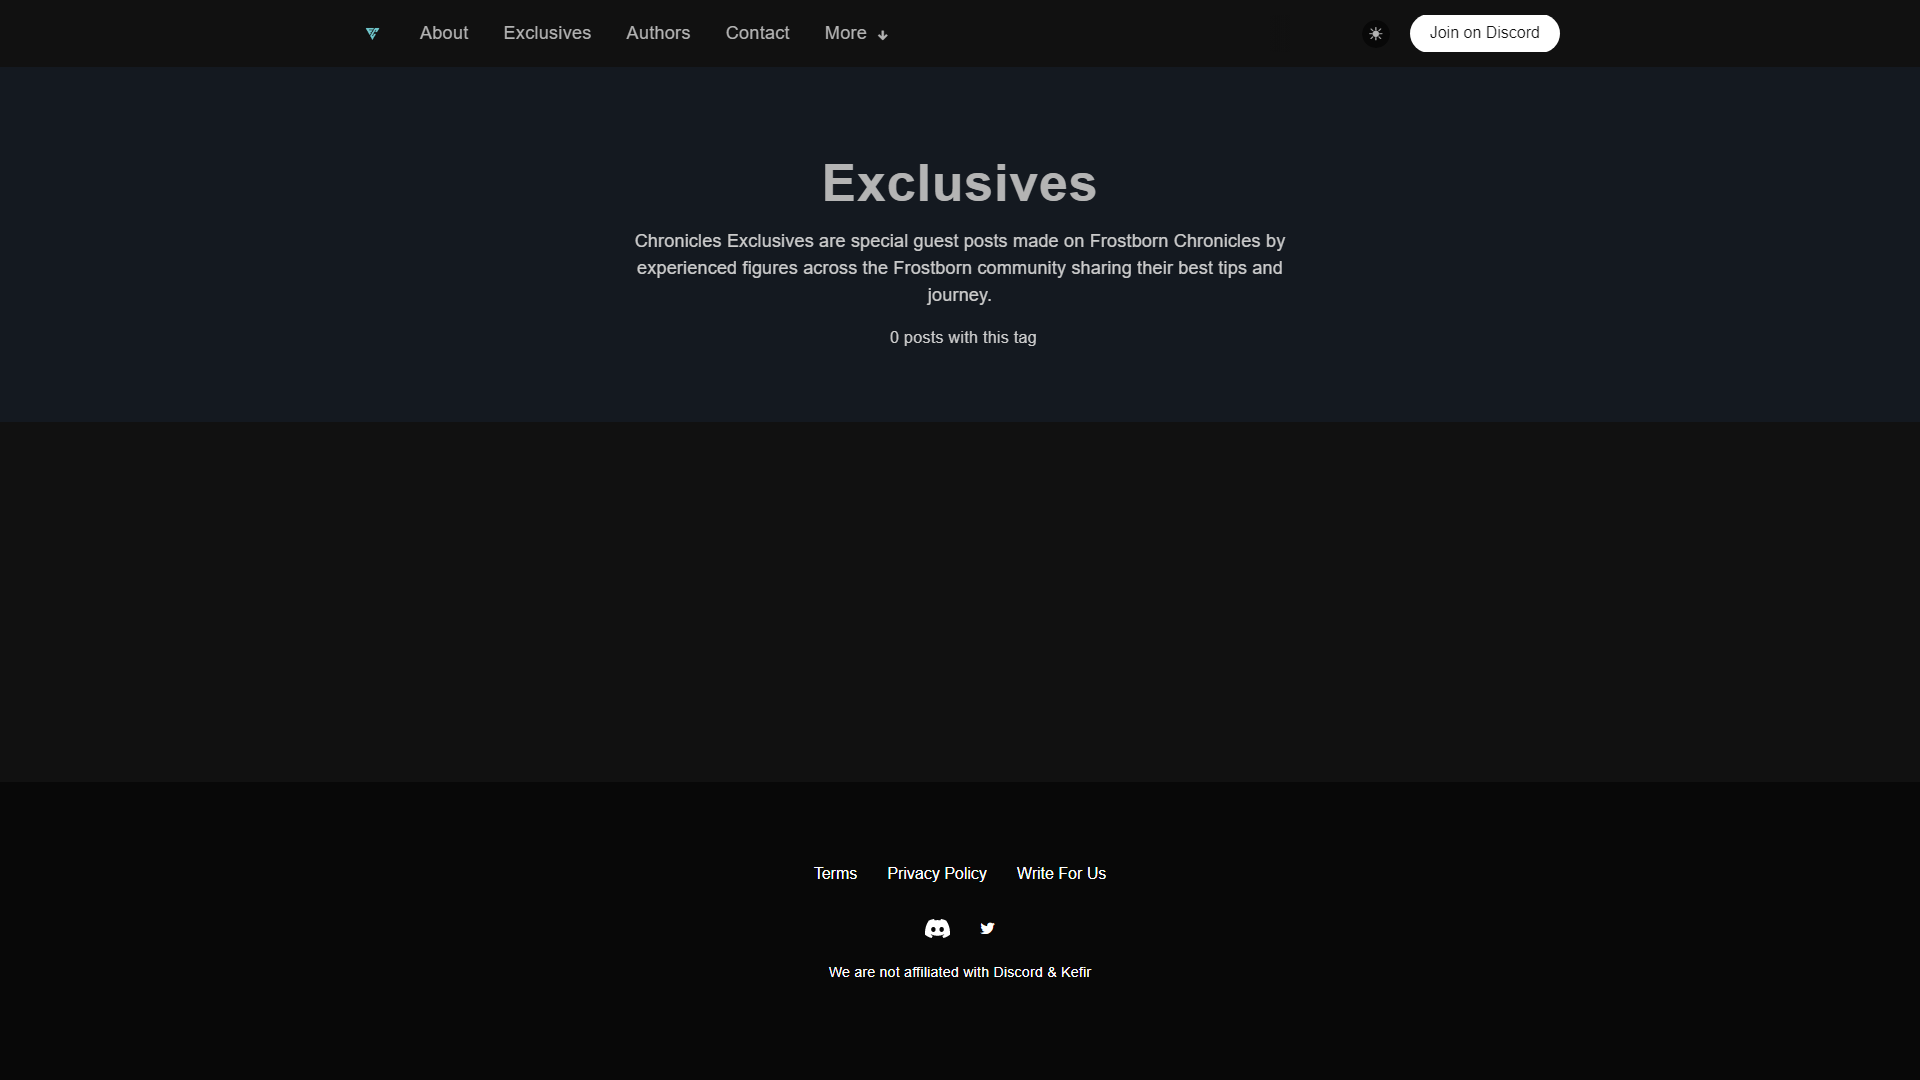 About
Exclusives
Authors
Contact
More
Join on Discord
Exclusives
Chronicles Exclusives are special guest posts made on Frostborn Chronicles by
experienced figures across the Frostborn community sharing their best tips and
journey.
0 posts with this tag
Terms
Privacy Policy
Write For Us
We are not affiliated with Discord & Kefir